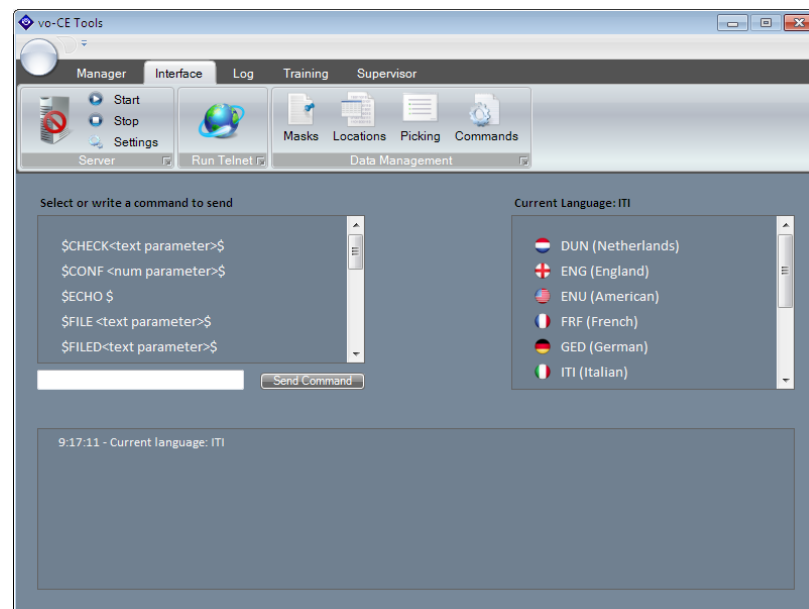 vo-CE Tools
Manager Interface Log Training Supervisor
Start
Stop
Settings
Server
Run Telnet
Masks Locations Picking Commands
Data Management
Select or write a command to send
$CHECK<text parameter>$
$CONF <num parameter>$
$ECHO $
$FILE <text parameter>$
$FILED<text parameter>$
Send Command
Current Language: ITI
DUN (Netherlands)
ENG (England)
ENU (American)
FRF (French)
GED (German)
ITI (Italian)
9:17:11 - Current language: ITI